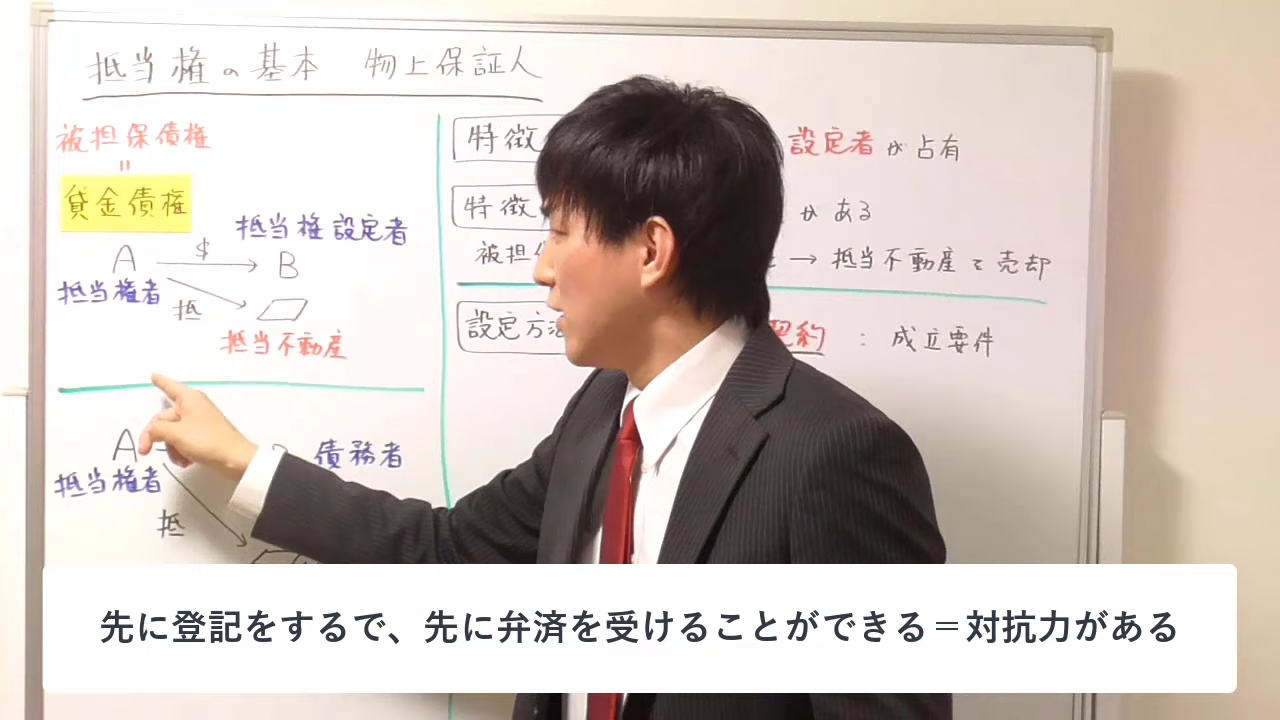 抵当権の基本 物上保証人
被担保債権
=
貸金債権
抵当権設定者
A $ B
抵当権者
抵
抵当不動産
A
債務者
抵当権者
抵
特徴
設定者が占有
特徴
がある
被担
→ 抵当不動産を売却
設定方法
契約 : 成立要件
先に登記をするで、先に弁済を受けることができる＝対抗力がある